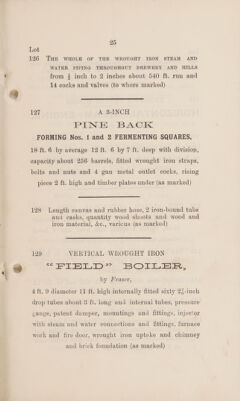 25
Lot
126 THE WHOLE OF THE WROUGHT IRON STEAM AND
WATER PIPING THROUGHOUT BREWERY AND HILLS
from ½ inch to 2 inches about 540 ft. run and
14 cocks and valves (to where marked)
127 A 2-INCH
PINE BACK
FORMING Nos. 1 and 2 FERMENTING SQUARES,
18 ft. 6 by average 12 ft. 6 by 7 ft. deep with division,
capacity about 256 barrels, fitted wrought iron straps,
bolts and nuts and 4 gun metal outlet cocks, rising
pieces 2 ft. high and timber plates under (as marked)
128 Length canvas and rubber hose, 2 iron-bound tubs
and casks, quantity wood sheets and wood and
iron material, &c., various (as marked)
129 VERTICAL WROUGHT IRON
"FIELD" BOILER,
by Fraser,
4 ft. 9 diameter 11 ft. high internally fitted sixty 2¼-inch
drop tubes about 3 ft. long and internal tubes, pressure
gauge, patent damper, mountings and fittings, injector
with steam and water connections and fittings, furnace
work and fire door, wrought iron uptake and chimney
and brick foundation (as marked)